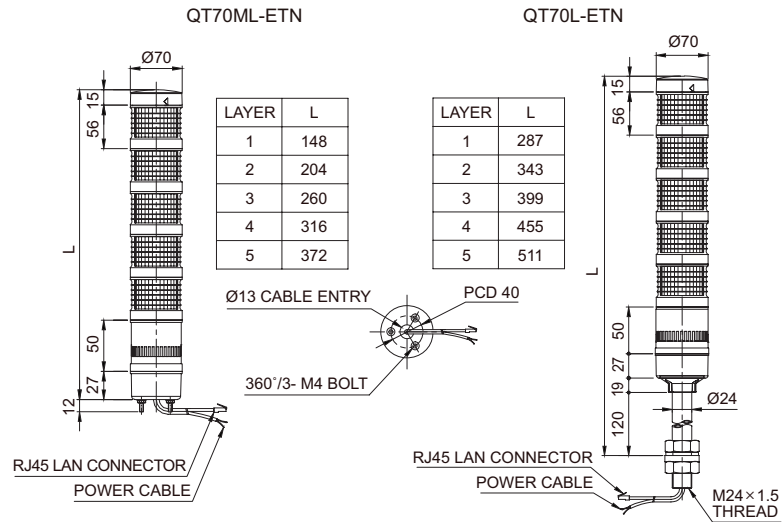 QT70ML-ETN
Ø70
15
56
L
50
27
12
RJ45 LAN CONNECTOR
POWER CABLE
LAYER L
1 148
2 204
3 260
4 316
5 372
Ø13 CABLE ENTRY
PCD 40
360°/3- M4 BOLT
QT70L-ETN
Ø70
15
56
L
50
27
19
120
Ø24
LAYER L
1 287
2 343
3 399
4 455
5 511
RJ45 LAN CONNECTOR
POWER CABLE
M24×1.5
THREAD